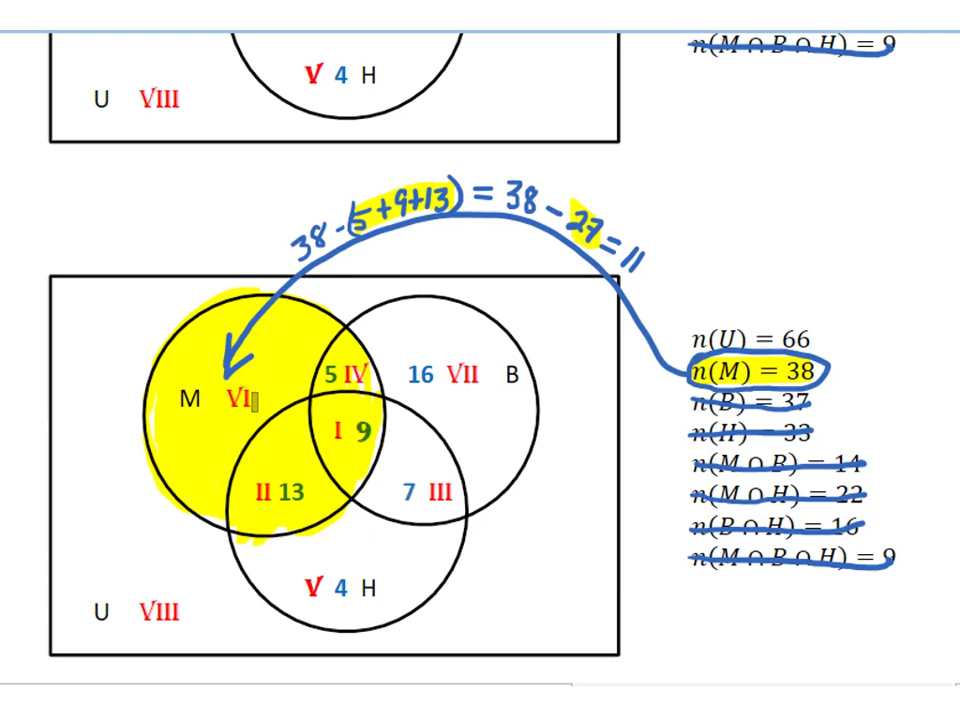 n(M ∩ B ∩ H) = 9
V 4 H
U VIII
38 - (5 + 9 + 13) = 38 - 27 = 11
n(U) = 66
n(M) = 38
n(B) = 37
n(H) = 33
n(M ∩ B) = 14
n(M ∩ H) = 22
n(B ∩ H) = 16
n(M ∩ B ∩ H) = 9
5 IV 16 VII B
M VI
I 9
II 13 7 III
V 4 H
U VIII